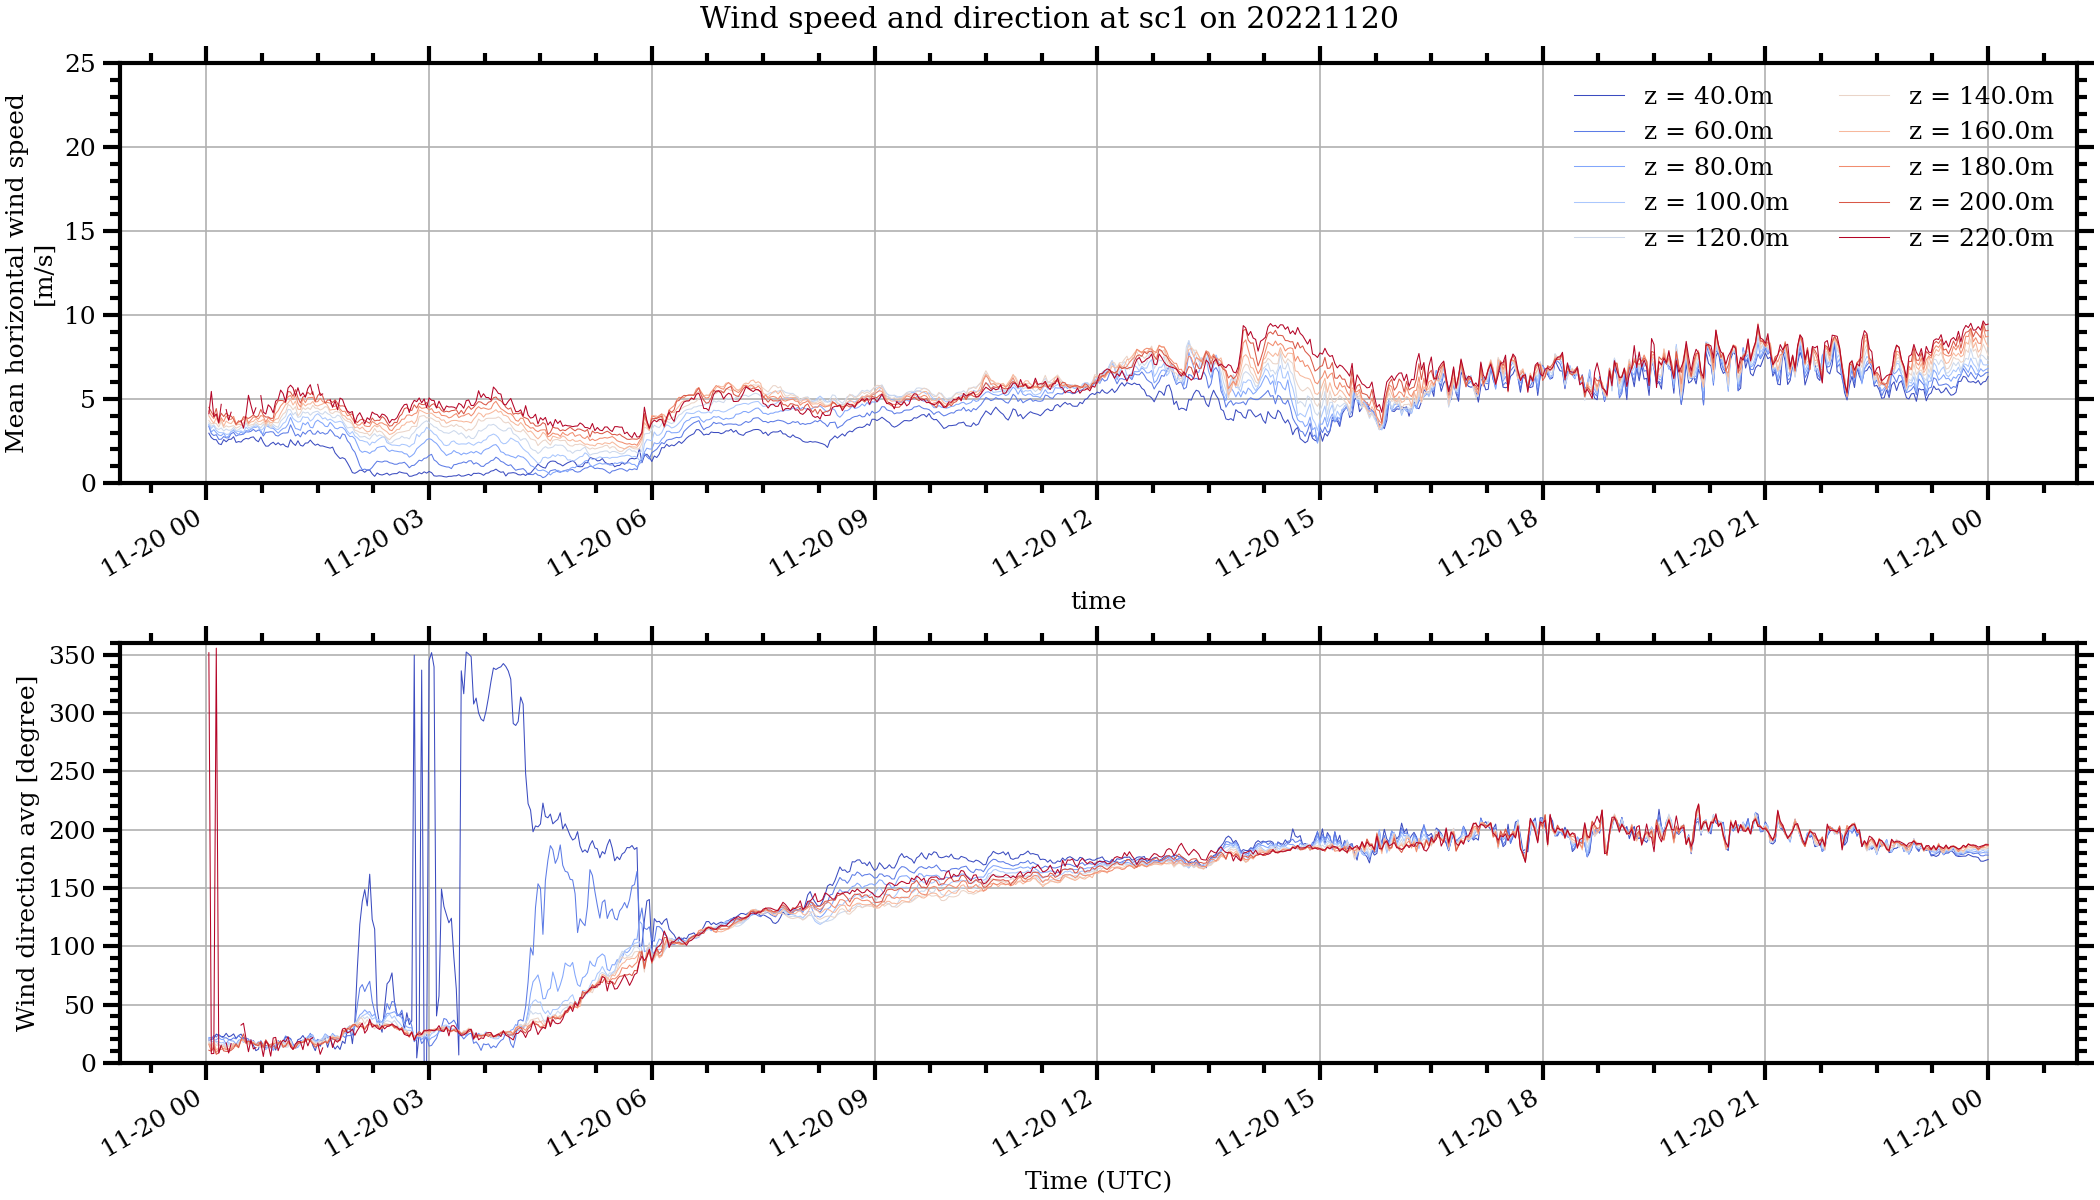 Wind speed and direction at sc1 on 20221120
Mean horizontal wind speed
[m/s]
25
20
15
10
5
0
z = 40.0m
z = 60.0m
z = 80.0m
z = 100.0m
z = 120.0m
z = 140.0m
z = 160.0m
z = 180.0m
z = 200.0m
z = 220.0m
11-20 00
11-20 03
11-20 06
11-20 09
11-20 12
11-20 15
11-20 18
11-20 21
11-21 00
time
Wind direction avg [degree]
350
300
250
200
150
100
50
0
11-20 00
11-20 03
11-20 06
11-20 09
11-20 12
11-20 15
11-20 18
11-20 21
11-21 00
Time (UTC)